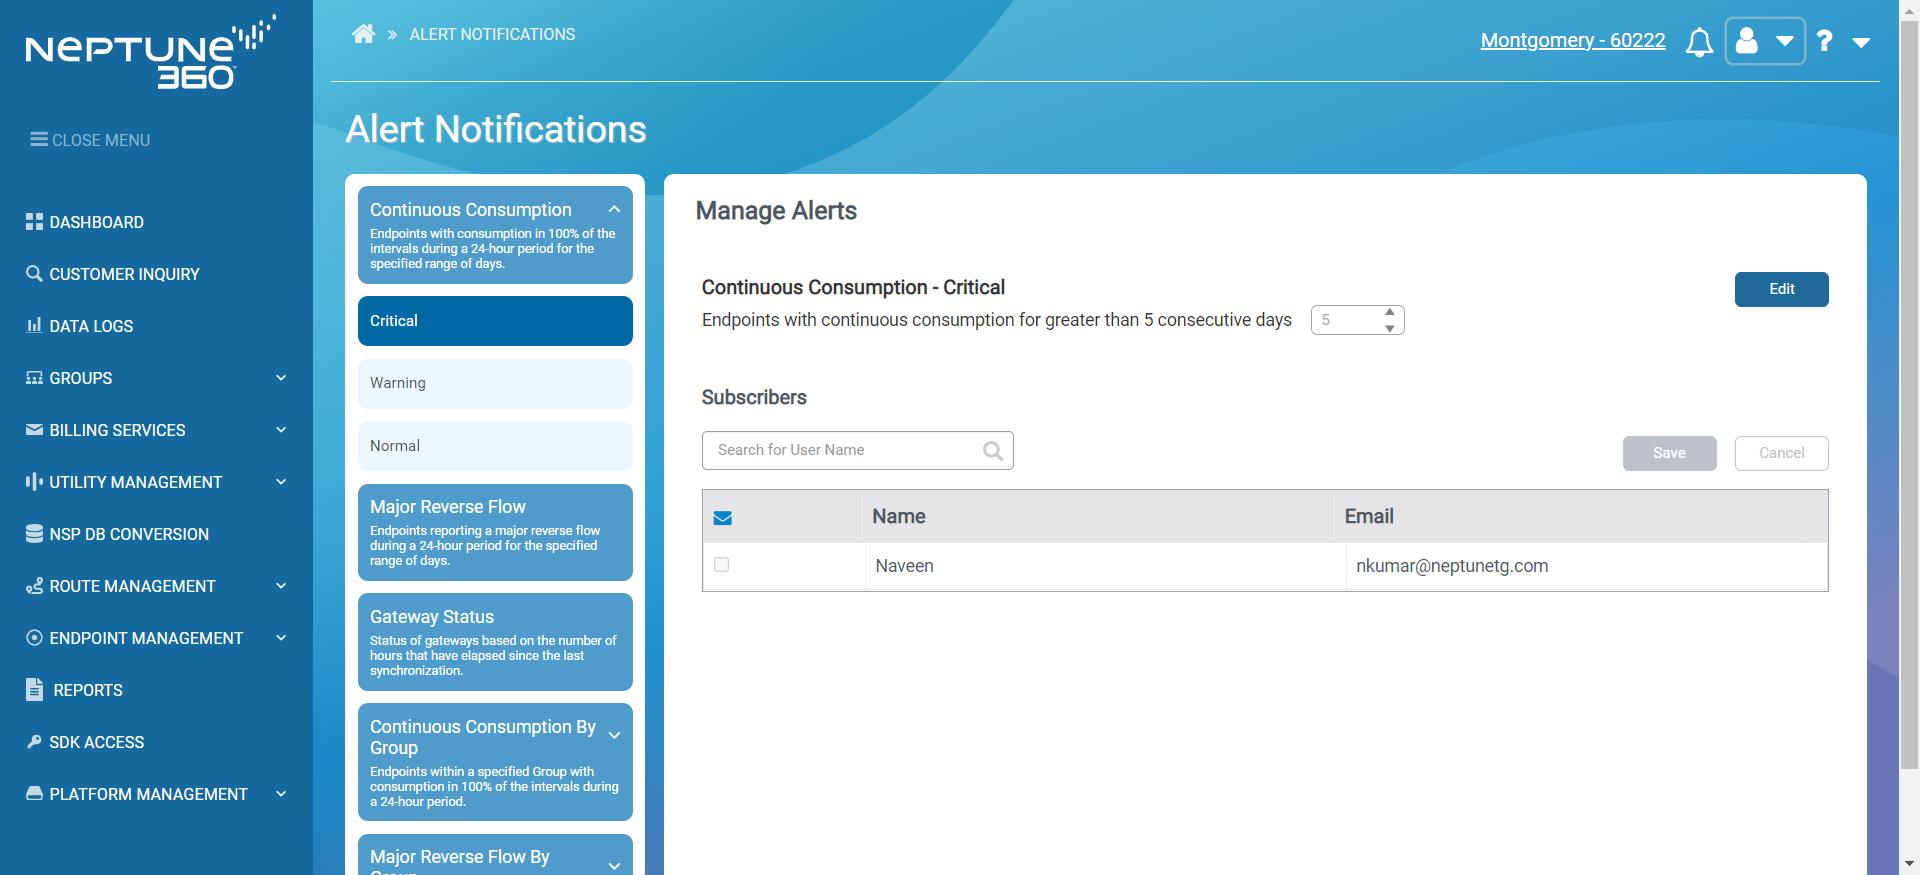 NEPTUNE
360
CLOSE MENU
DASHBOARD
CUSTOMER INQUIRY
DATA LOGS
GROUPS
BILLING SERVICES
UTILITY MANAGEMENT
NSP DB CONVERSION
ROUTE MANAGEMENT
ENDPOINT MANAGEMENT
REPORTS
SDK ACCESS
PLATFORM MANAGEMENT
» ALERT NOTIFICATIONS
Montgomery - 60222
?
Alert Notifications
Continuous Consumption
Endpoints with consumption in 100% of the
intervals during a 24-hour period for the
specified range of days.
Critical
Warning
Normal
Major Reverse Flow
Endpoints reporting a major reverse flow
during a 24-hour period for the specified
range of days.
Gateway Status
Status of gateways based on the number of
hours that have elapsed since the last
synchronization.
Continuous Consumption By
Group
Endpoints within a specified Group with
consumption in 100% of the intervals during
a 24-hour period.
Major Reverse Flow By
Manage Alerts
Continuous Consumption - Critical
Edit
Endpoints with continuous consumption for greater than 5 consecutive days 5
Subscribers
Search for User Name
Save Cancel
Name Email
Naveen nkumar@neptunetg.com